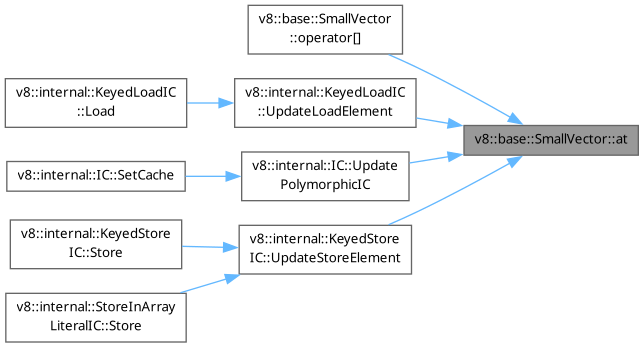 v8::base::SmallVector
::operator[]
v8::internal::KeyedLoadIC
::Load
v8::internal::KeyedLoadIC
::UpdateLoadElement
v8::base::SmallVector::at
v8::internal::IC::SetCache
v8::internal::IC::Update
PolymorphicIC
v8::internal::KeyedStore
IC::Store
v8::internal::KeyedStore
IC::UpdateStoreElement
v8::internal::StoreInArray
LiteralIC::Store